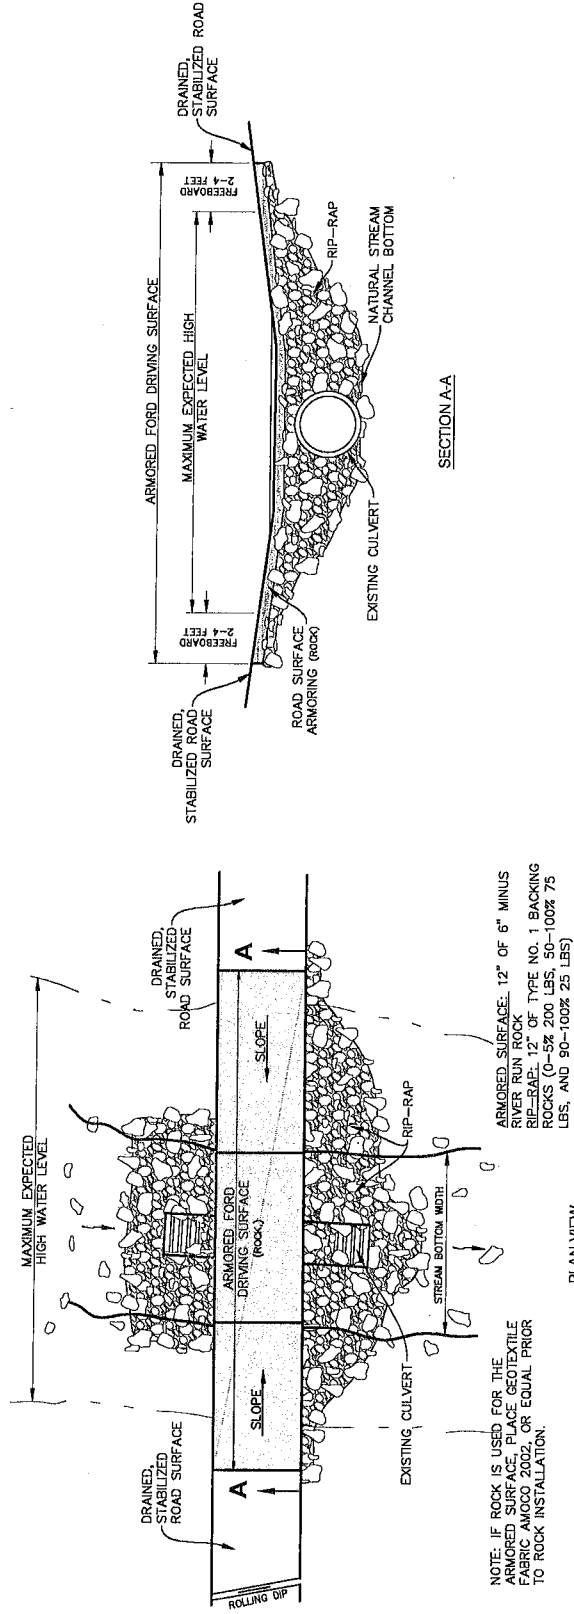 MAXIMUM EXPECTED
HIGH WATER LEVEL
DRAINED,
STABILIZED
ROAD SURFACE
DRAINED,
STABILIZED
ROAD SURFACE
A
A
SLOPE
SLOPE
ARMORED FORD
DRIVING SURFACE
(ROCK)
ROLLING DIP
RIP-RAP
EXISTING CULVERT
STREAM BOTTOM WIDTH
NOTE: IF ROCK IS USED FOR THE
ARMORED SURFACE, PLACE GEOTEXTILE
FABRIC AMOCO 2002, OR EQUAL PRIOR
TO ROCK INSTALLATION.
ARMORED SURFACE: 12" OF 6" MINUS
RIVER RUN ROCK
RIP-RAP: 12" OF TYPE NO. 1 BACKING
ROCKS (0-5% 200 LBS, 50-100% 75
LBS, AND 90-100% 25 LBS)
PLAN VIEW
DRAINED,
STABILIZED ROAD
SURFACE
DRAINED,
STABILIZED ROAD
SURFACE
ARMORED FORD DRIVING SURFACE
MAXIMUM EXPECTED HIGH
WATER LEVEL
FREEBOARD
2-4 FEET
FREEBOARD
2-4 FEET
ROAD SURFACE
ARMORING (ROCK)
EXISTING CULVERT
RIP-RAP
NATURAL STREAM
CHANNEL BOTTOM
SECTION A-A